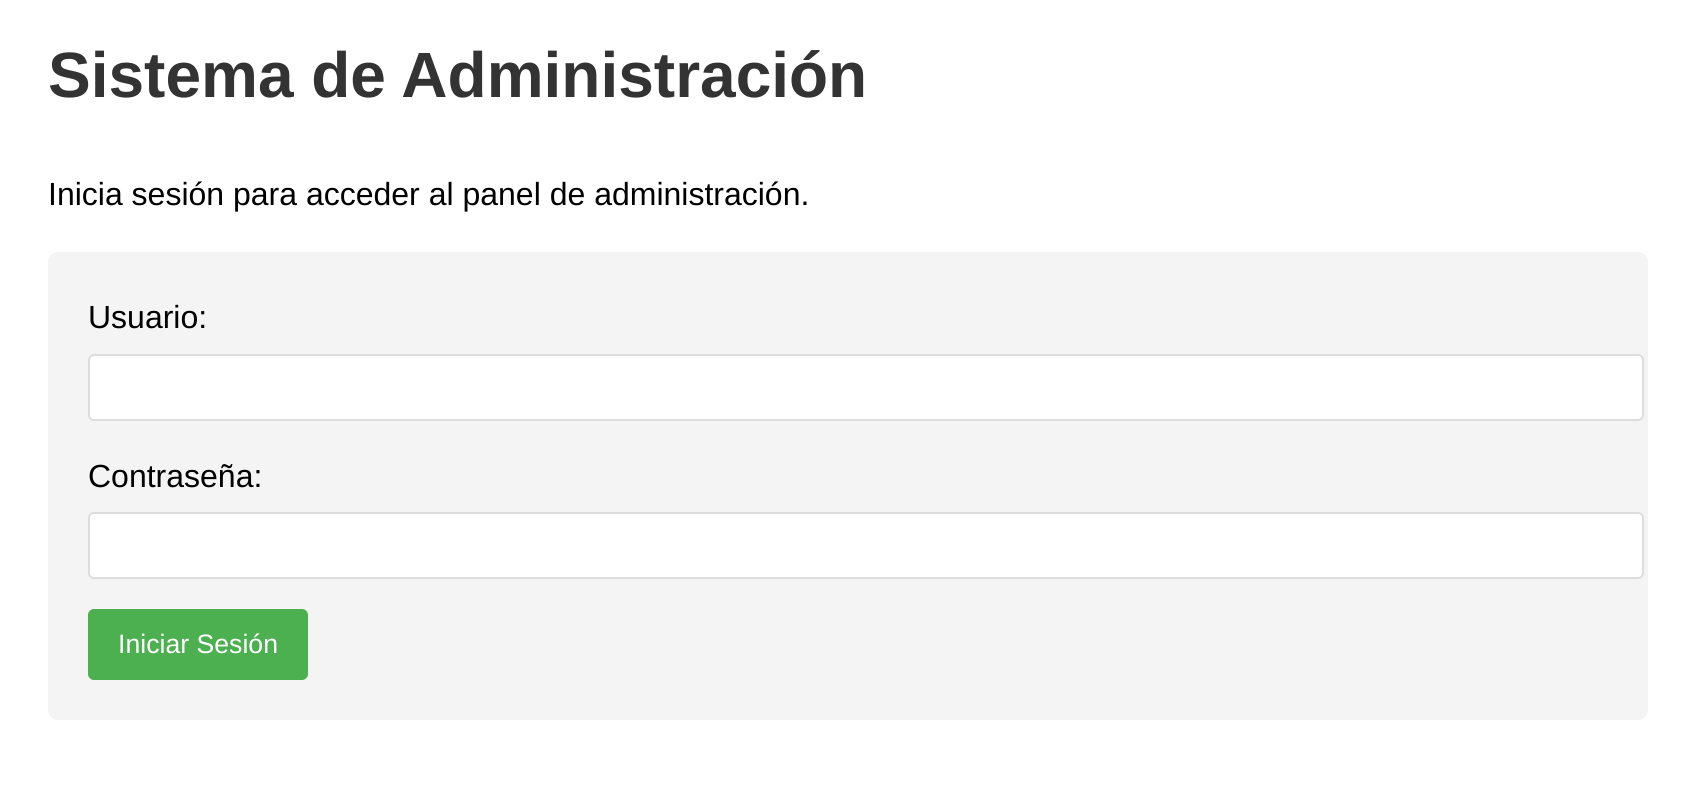 Sistema de Administración
Inicia sesión para acceder al panel de administración.
Usuario:
Contraseña:
Iniciar Sesión